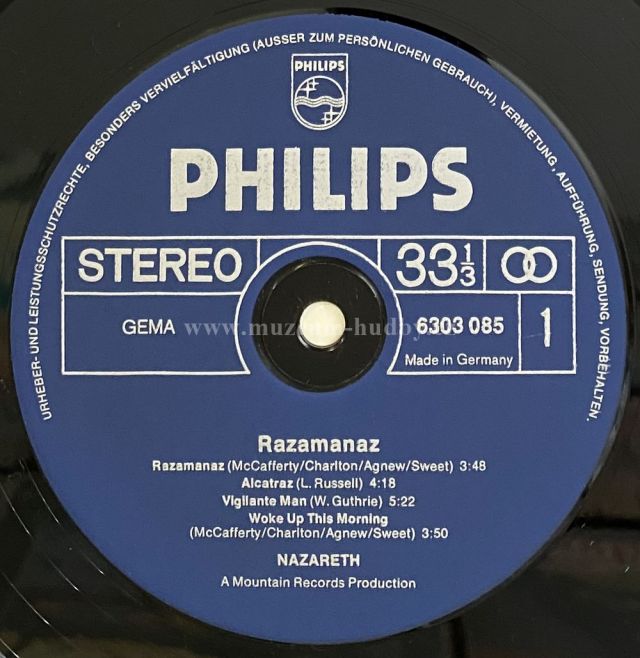 URHEBER- UND LEISTUNGSSCHUTZRECHTE, BESONDERS VERVIELFÄLTIGUNG (AUSSER ZUM PERSÖNLICHEN GEBRAUCH), VERMIETUNG, AUFFÜHRUNG, SENDUNG, VORBEHALTEN.
PHILIPS
PHILIPS
STEREO 33 1/3
GEMA 6303 085 1
Made in Germany
Razamanaz
Razamanaz (McCafferty/Charlton/Agnew/Sweet) 3:48
Alcatraz (L. Russell) 4:18
Vigilante Man (W. Guthrie) 5:22
Woke Up This Morning
(McCafferty/Charlton/Agnew/Sweet) 3:50
NAZARETH
A Mountain Records Production